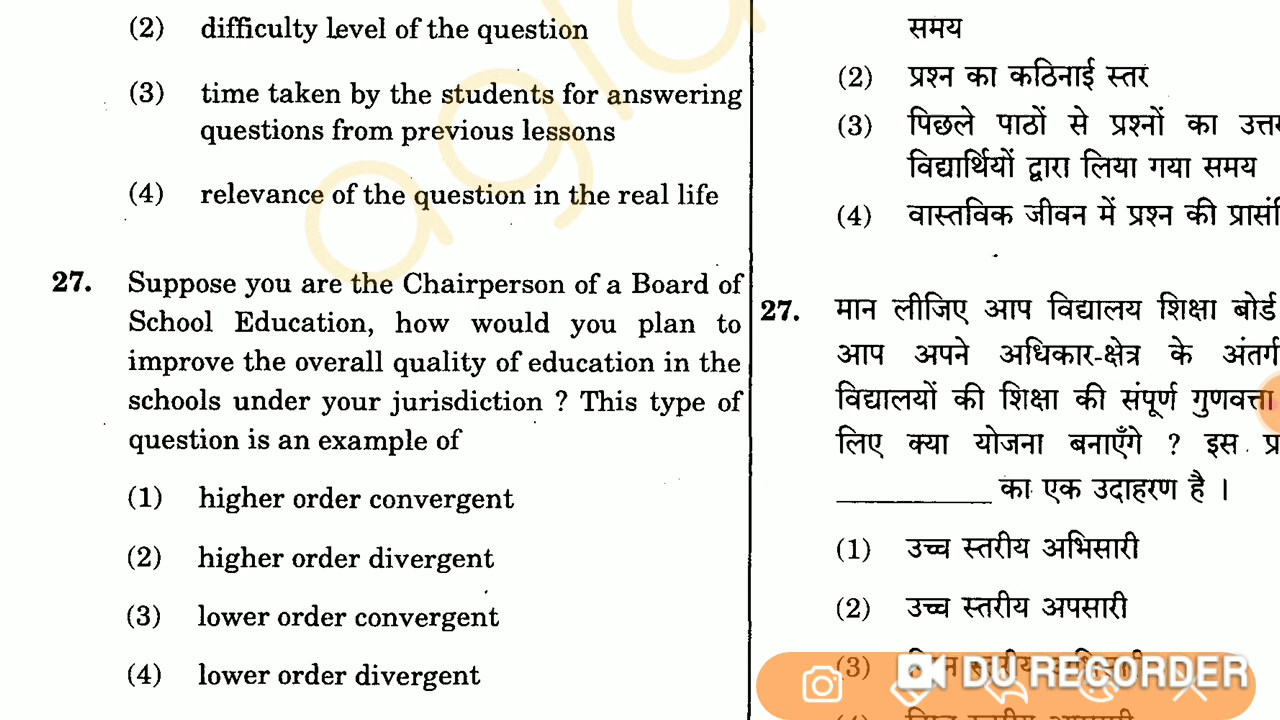 (2) difficulty level of the question
(3) time taken by the students for answering
questions from previous lessons
(4) relevance of the question in the real life
27. Suppose you are the Chairperson of a Board of
School Education, how would you plan to
improve the overall quality of education in the
schools under your jurisdiction ? This type of
question is an example of
(1) higher order convergent
(2) higher order divergent
(3) lower order convergent
(4) lower order divergent
समय
(2) प्रश्न का कठिनाई स्तर
(3) पिछले पाठों से प्रश्नों का
विद्यार्थियों द्वारा लिया गया समय
(4) वास्तविक जीवन में प्रश्न की
27. मान लीजिए आप विद्यालय शिक्षा बोर्ड
आप अपने अधिकार-क्षेत्र के
विद्यालयों की शिक्षा की संपूर्ण गुणवत्ता
लिए क्या योजना बनाएँगे ? इस
__________ का एक उदाहरण है ।
(1) उच्च स्तरीय अभिसारी
(2) उच्च स्तरीय अपसारी
(3)
DU RECORDER